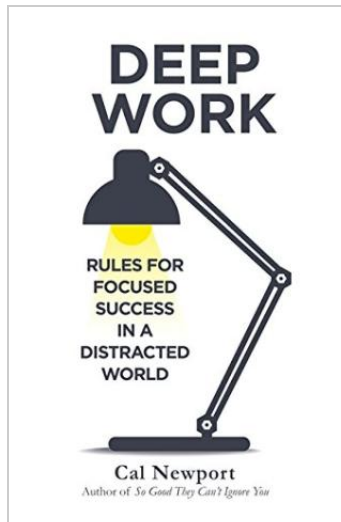 DEEP
WORK
RULES FOR
FOCUSED
SUCCESS
IN A
DISTRACTED
WORLD
Cal Newport
Author of So Good They Can't Ignore You